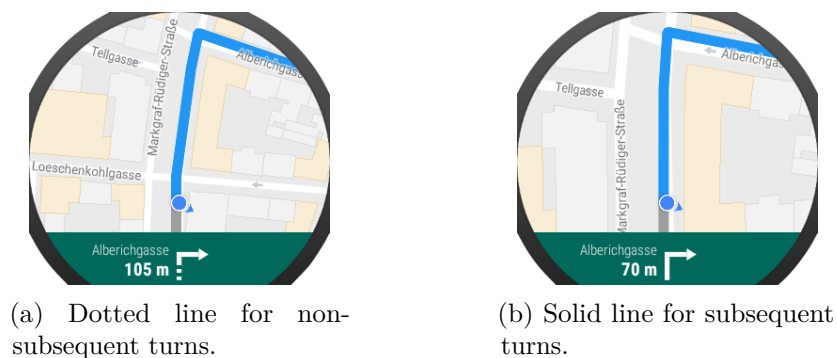 Tellgasse
Markgraf-Rüdiger-Straße
Alberichgasse
Loeschenkohlgasse
Alberichgasse
105 m
(a) Dotted line for non-
subsequent turns.
Alberichgasse
Tellgasse
Markgraf-Rüdiger-Straße
Alberichgasse
70 m
(b) Solid line for subsequent
turns.